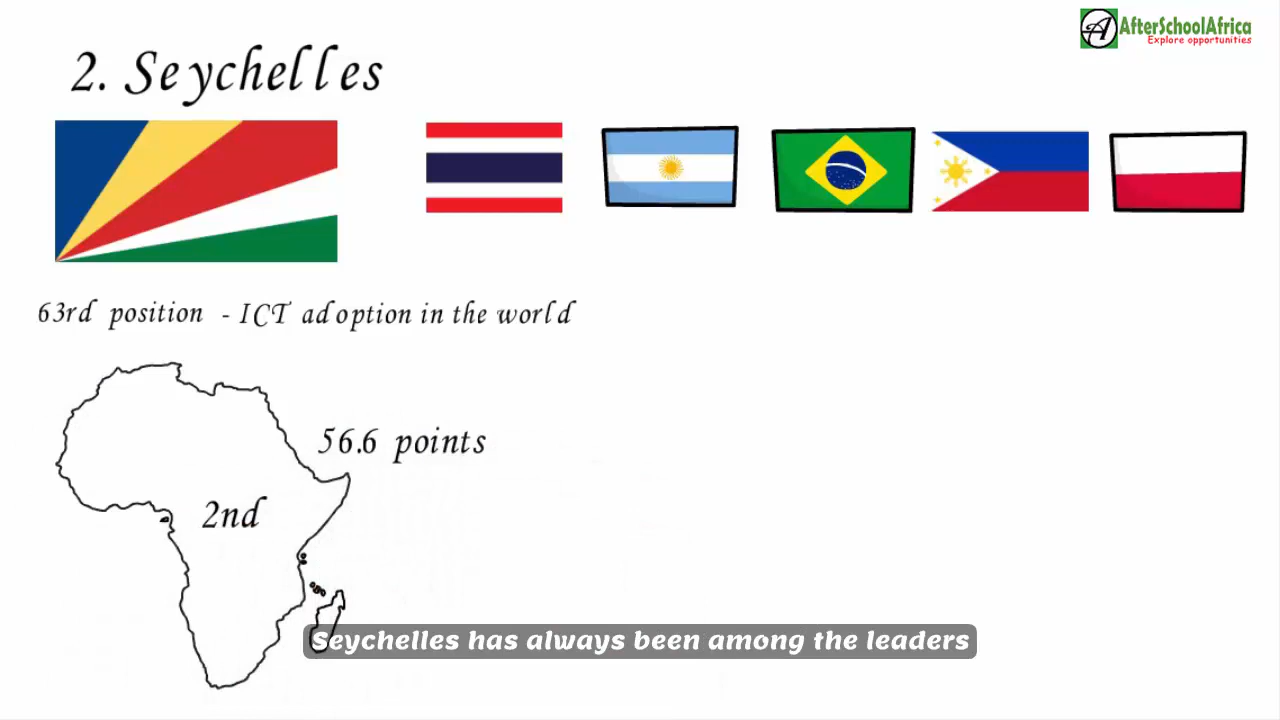 AfterSchoolAfrica
Explore opportunities
2. Seychelles
63rd position - ICT adoption in the world
56.6 points
2nd
Seychelles has always been among the leaders